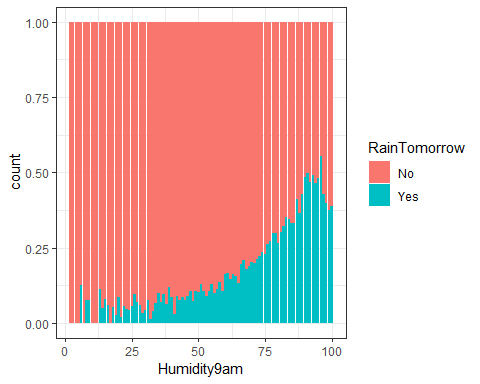 1.00
0.75
0.50
0.25
0.00
count
0 25 50 75 100
Humidity9am
RainTomorrow
No
Yes